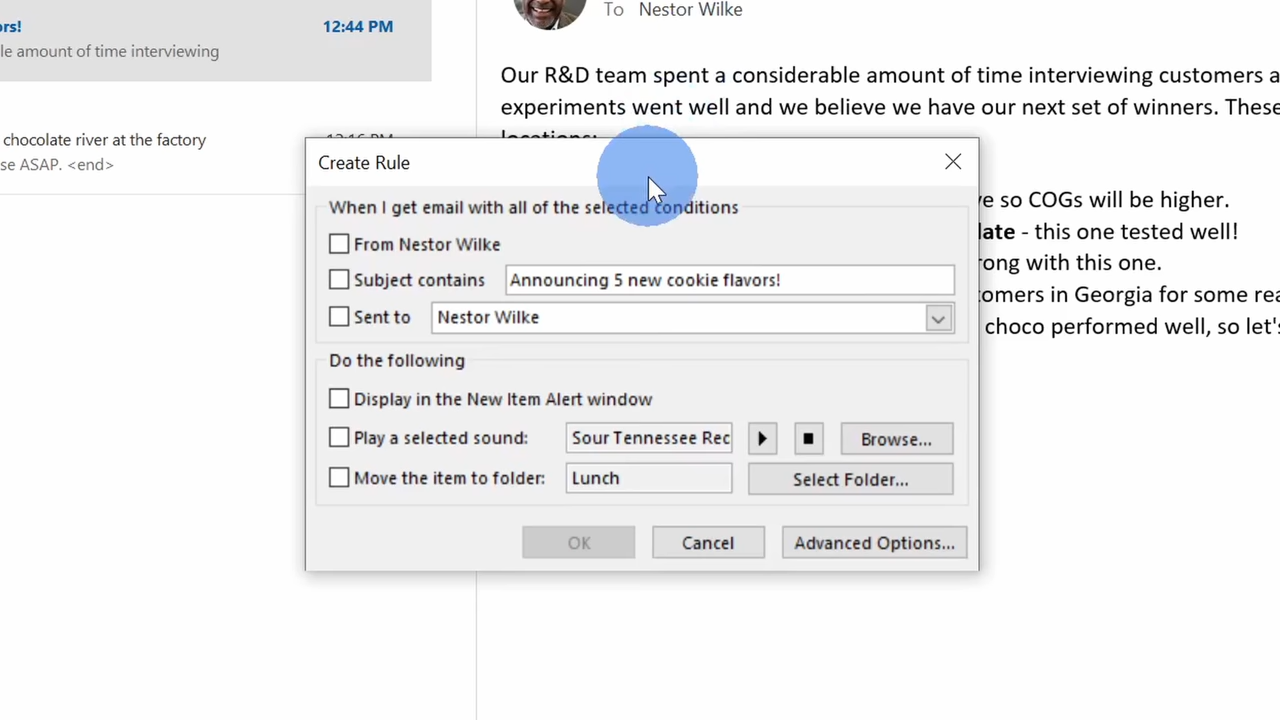 ors!
12:44 PM
le amount of time interviewing
chocolate river at the factory
12:16 PM
se ASAP. <end>
To Nestor Wilke
Our R&D team spent a considerable amount of time interviewing customers a
experiments went well and we believe we have our next set of winners. These
locations:
ve so COGs will be higher.
late - this one tested well!
rong with this one.
tomers in Georgia for some rea
choco performed well, so let's
Create Rule
When I get email with all of the selected conditions
From Nestor Wilke
Subject contains Announcing 5 new cookie flavors!
Sent to Nestor Wilke
Do the following
Display in the New Item Alert window
Play a selected sound: Sour Tennessee Rec Browse...
Move the item to folder: Lunch Select Folder...
OK Cancel Advanced Options...